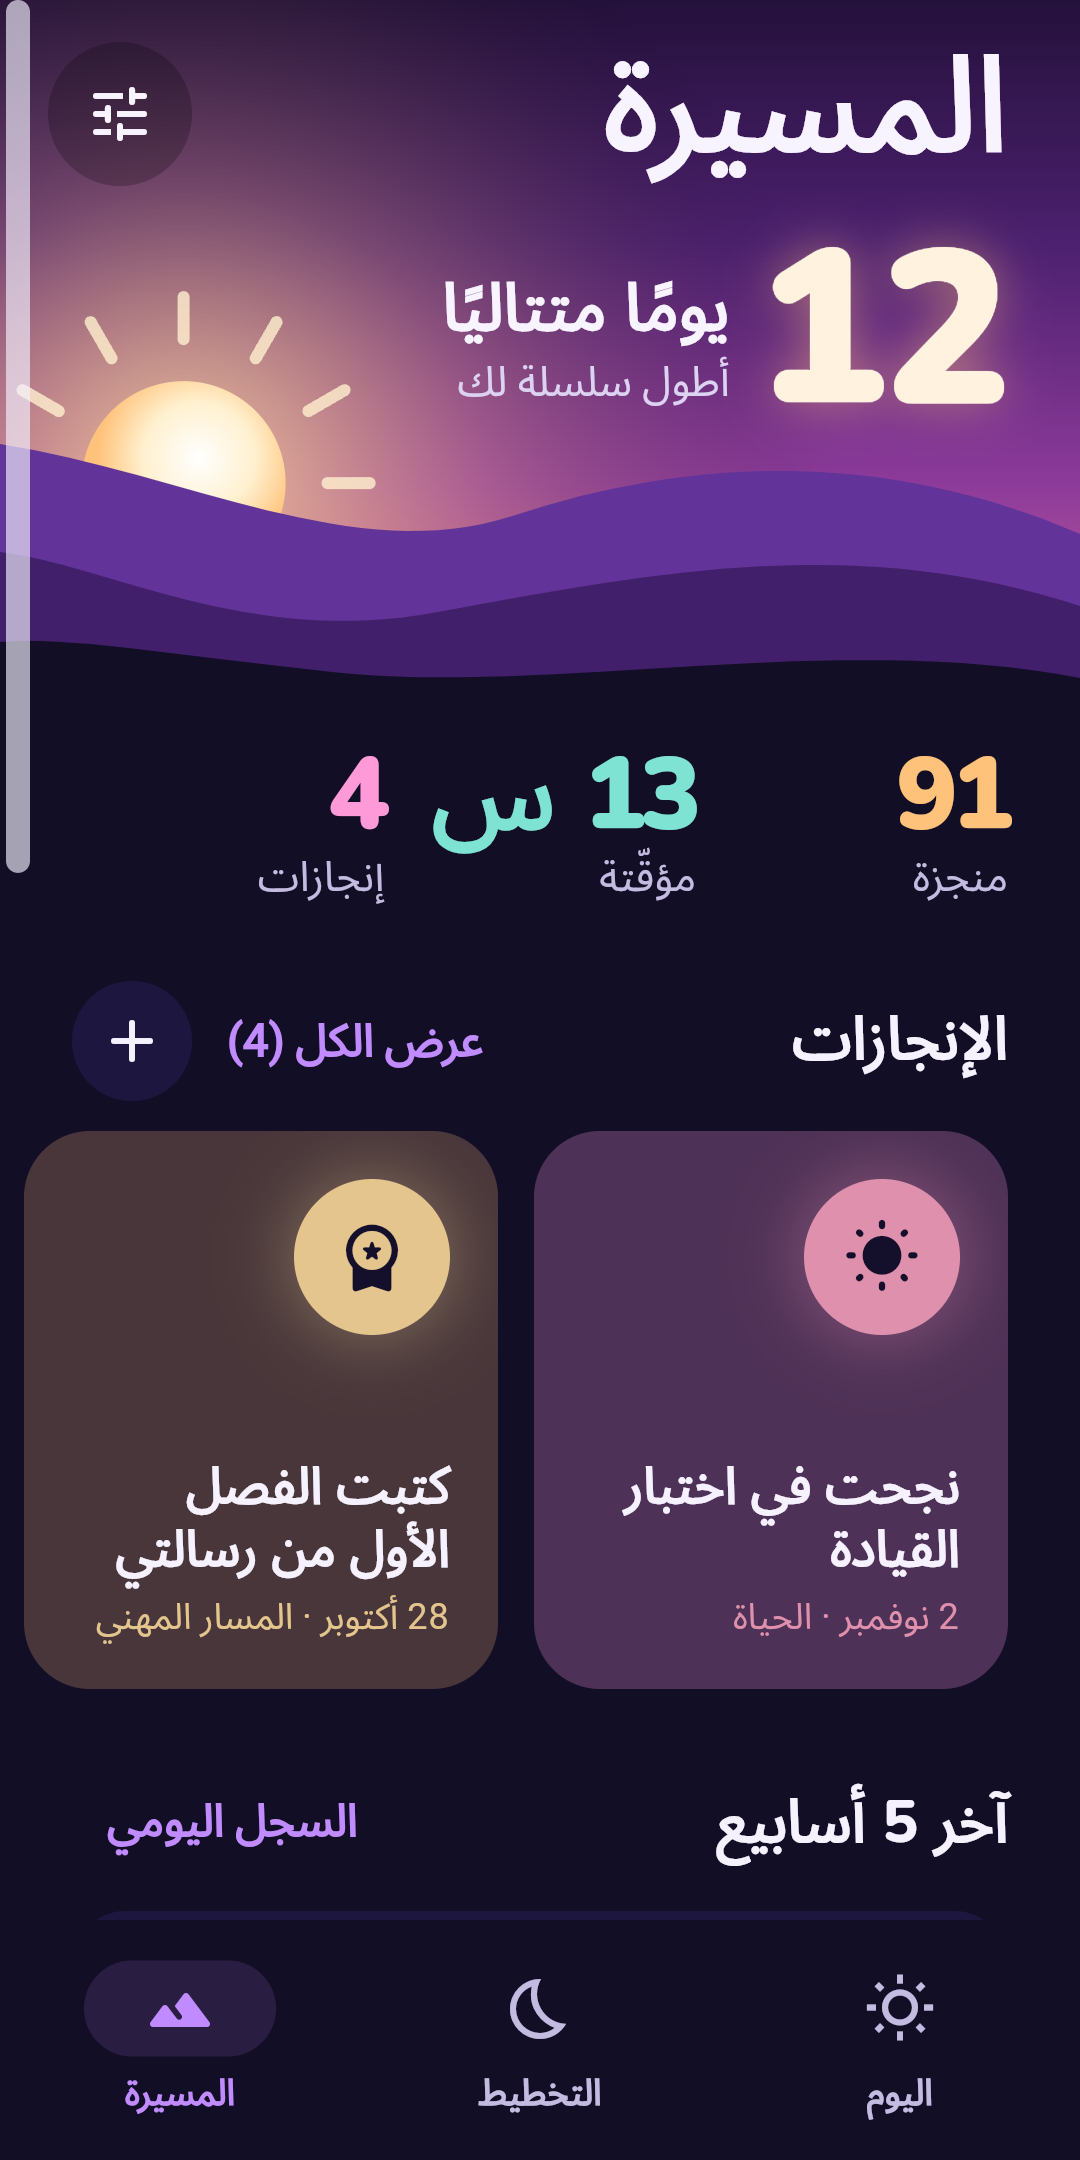 المسيرة
12
يومًا متتاليًا
أطول سلسلة لك
91
منجزة
13 س
مؤقّتة
4
إنجازات
الإنجازات
عرض الكل (4)
نجحت في اختبار
القيادة
2 نوفمبر · الحياة
كتبت الفصل
الأول من رسالتي
28 أكتوبر · المسار المهني
آخر 5 أسابيع
السجل اليومي
اليوم
التخطيط
المسيرة